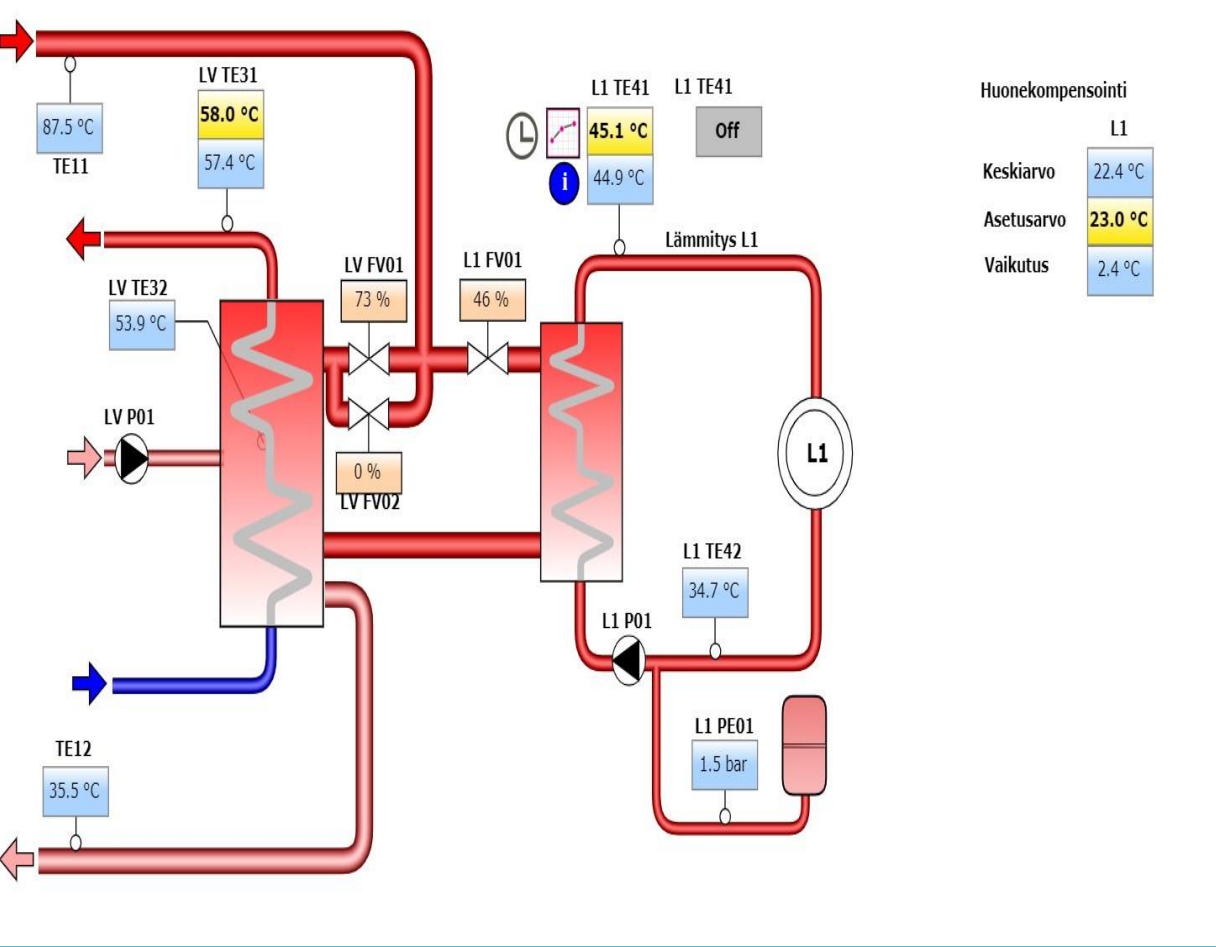 87.5 °C
TE11
LV TE31
58.0 °C
57.4 °C
L1 TE41
45.1 °C
i
44.9 °C
L1 TE41
Off
Huonekompensointi
L1
Keskiarvo
22.4 °C
Asetusarvo
23.0 °C
Vaikutus
2.4 °C
Lämmitys L1
LV FV01
73 %
L1 FV01
46 %
LV TE32
53.9 °C
LV P01
0 %
LV FV02
L1
L1 TE42
34.7 °C
L1 P01
L1 PE01
1.5 bar
TE12
35.5 °C